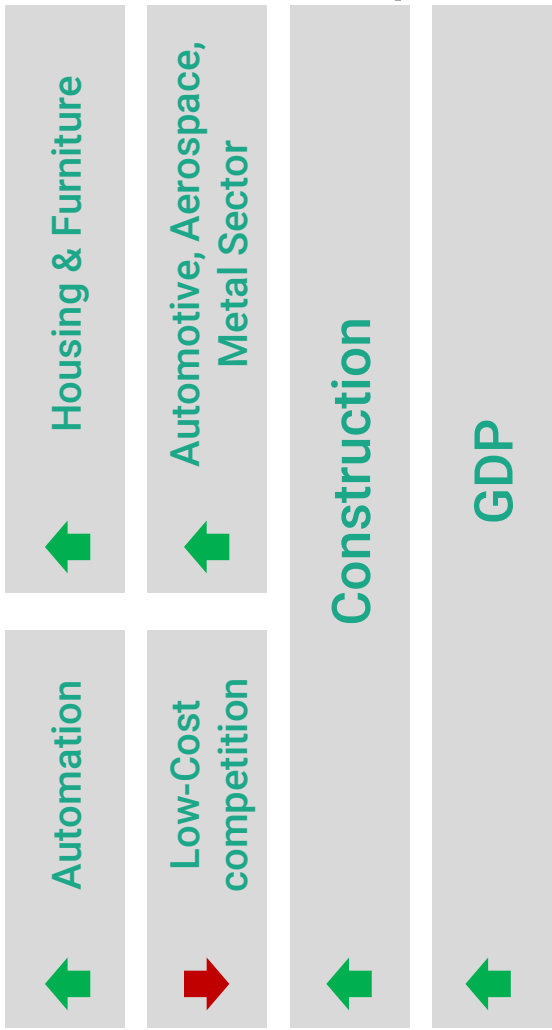 Housing & Furniture
Automotive, Aerospace,
Metal Sector
Construction
GDP
Automation
Low-Cost
competition